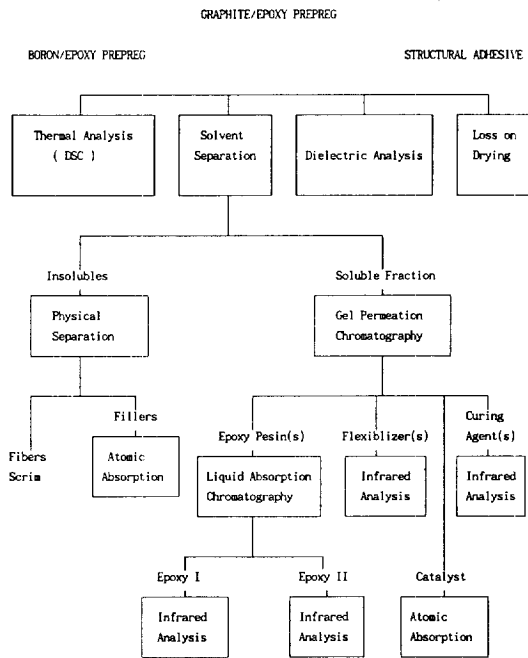 GRAPHITE/EPOXY PREPREG
BORON/EPOXY PREPREG
STRUCTURAL ADHESIVE
Thermal Analysis
( DSC )
Solvent
Separation
Dielectric Analysis
Loss on
Drying
Insolubles
Soluble Fraction
Physical
Separation
Gel Permeation
Chromatography
Fibers
Scrim
Fillers
Atomic
Absorption
Epoxy Pesin(s)
Liquid Absorption
Chromatography
Flexiblizer(s)
Infrared
Analysis
Curing
Agent(s)
Infrared
Analysis
Epoxy I
Infrared
Analysis
Epoxy II
Infrared
Analysis
Catalyst
Atomic
Absorption